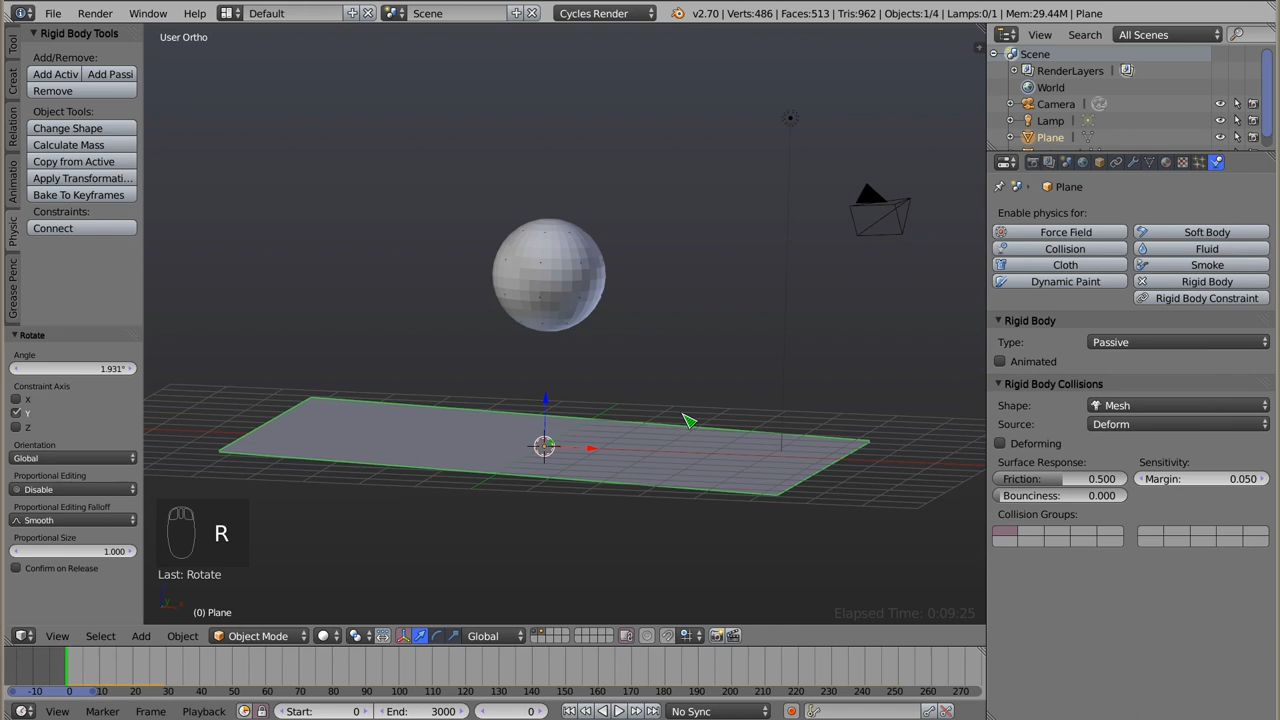 File Render Window Help Default Scene Cycles Render v2.70 | Verts:486 | Faces:513 | Tris:962 | Objects:1/4 | Lamps:0/1 | Mem:29.44M | Plane
Tool
Creat
Relation
Animatio
Physic
Grease Penc
Rigid Body Tools
Add/Remove:
Add Activ Add Passi
Remove
Object Tools:
Change Shape
Calculate Mass
Copy from Active
Apply Transformati...
Bake To Keyframes
Constraints:
Connect
Rotate
Angle
1.931°
Constraint Axis
X
Y
Z
Orientation
Global
Proportional Editing
Disable
Proportional Editing Falloff
Smooth
Proportional Size
1.000
Confirm on Release
User Ortho
R
Last: Rotate
(0) Plane
Elapsed Time: 0:09:25
View Select Add Object Object Mode Global
-10 0 10 20 30 40 50 60 70 80 90 100 110 120 130 140 150 160 170 180 190 200 210 220 230 240 250 260 270
View Marker Frame Playback Start: 0 End: 3000 0 No Sync
View Search All Scenes
Scene
RenderLayers
World
Camera
Lamp
Plane
Plane
Enable physics for:
Force Field Soft Body
Collision Fluid
Cloth Smoke
Dynamic Paint Rigid Body
Rigid Body Constraint
Rigid Body
Type: Passive
Animated
Rigid Body Collisions
Shape: Mesh
Source: Deform
Deforming
Surface Response: Sensitivity:
Friction: 0.500 Margin: 0.050
Bounciness: 0.000
Collision Groups: